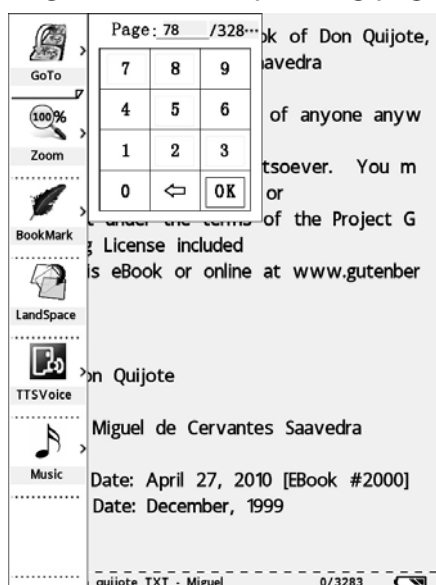 GoTo
100%
Zoom
BookMark
LandSpace
TTSVoice
Music
Page: 78 /328···
7 8 9
4 5 6
1 2 3
0 ⇦ OK
ok of Don Quijote,
avedra
of anyone anyw
tsoever. You m
or
t under the terms of the Project G
g License included
is eBook or online at www.gutenber
on Quijote
Miguel de Cervantes Saavedra
Date: April 27, 2010 [EBook #2000]
Date: December, 1999
quijote TXT - Miguel 0/3283